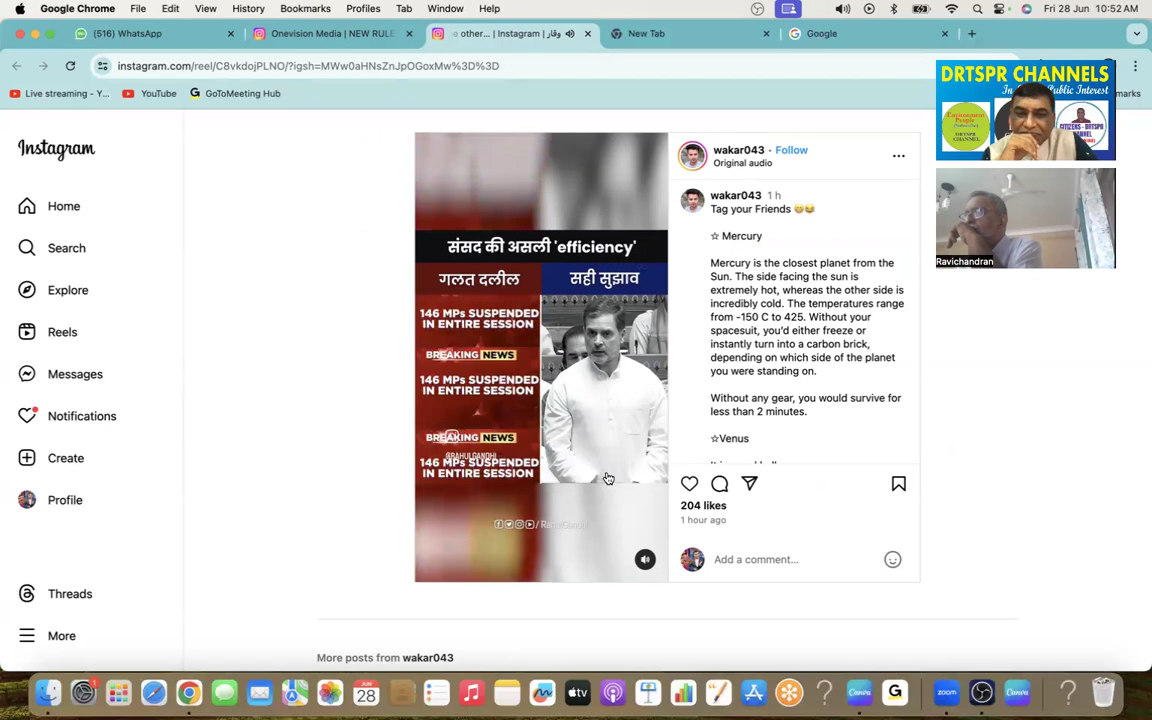 Google Chrome File Edit View History Bookmarks Profiles Tab Window Help Fri 28 Jun 10:52 AM
(516) WhatsApp
Onevision Media | NEW RULE
other... | Instagram | وقار
New Tab
Google
instagram.com/reel/C8vkdojPLNO/?igsh=MWw0aHNsZnJpOGoxMw%3D%3D
Live streaming - Y...
YouTube
GoToMeeting Hub
DRTSPR CHANNELS
Ravichandran
Instagram
Home
Search
Explore
Reels
Messages
Notifications
Create
Profile
Threads
More
संसद की असली 'efficiency'
गलत दलील
सही सुझाव
146 MPs SUSPENDED
IN ENTIRE SESSION
BREAKING NEWS
146 MPs SUSPENDED
IN ENTIRE SESSION
BREAKING NEWS
@RAHULGANDHI
146 MPs SUSPENDED
IN ENTIRE SESSION
wakar043 • Follow
Original audio
wakar043 1 h
Tag your Friends 😁😂
☆ Mercury
Mercury is the closest planet from the
Sun. The side facing the sun is
extremely hot, whereas the other side is
incredibly cold. The temperatures range
from -150 C to 425. Without your
spacesuit, you'd either freeze or
instantly turn into a carbon brick,
depending on which side of the planet
you were standing on.
Without any gear, you would survive for
less than 2 minutes.
☆Venus
204 likes
1 hour ago
Add a comment...
More posts from wakar043
JUN
28
tv
zoom
Canva